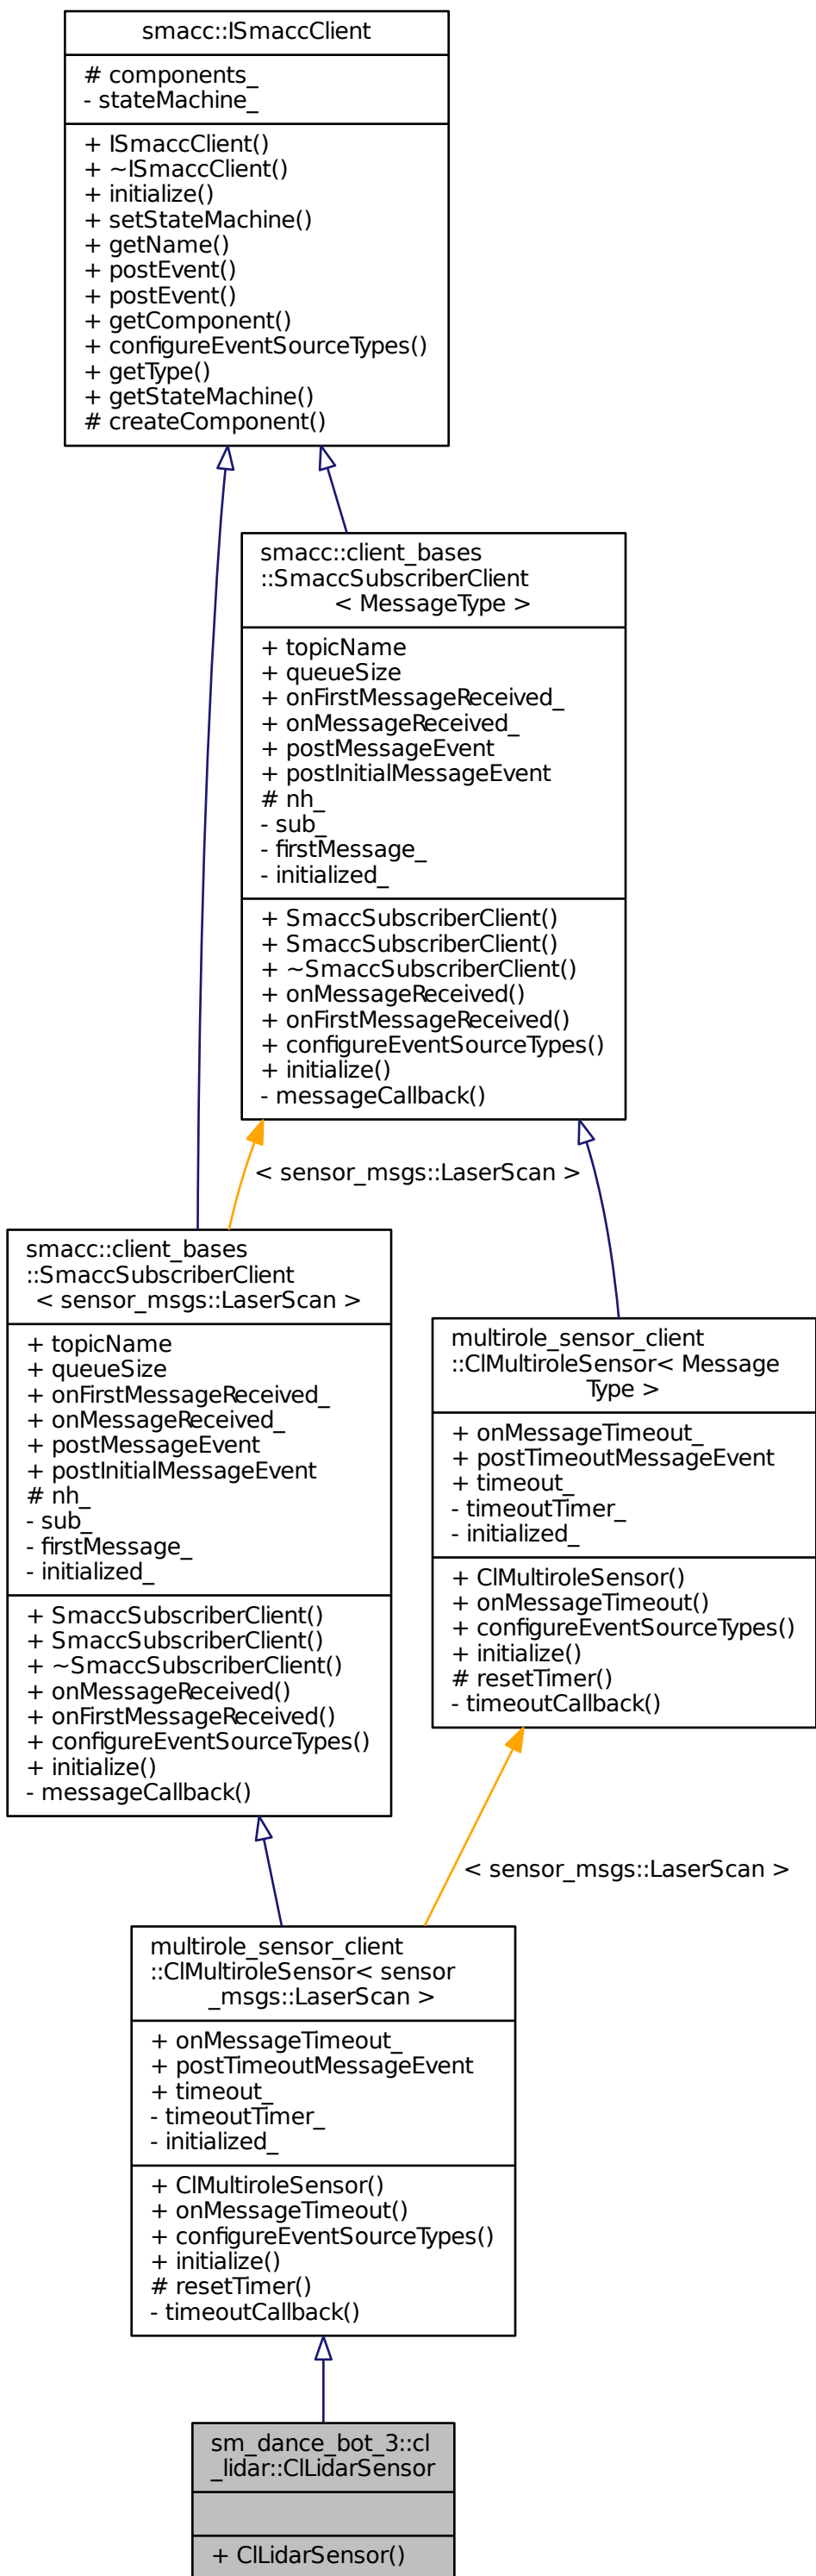 smacc::ISmaccClient
# components_
- stateMachine_
+ ISmaccClient()
+ ~ISmaccClient()
+ initialize()
+ setStateMachine()
+ getName()
+ postEvent()
+ postEvent()
+ getComponent()
+ configureEventSourceTypes()
+ getType()
+ getStateMachine()
# createComponent()
smacc::client_bases
::SmaccSubscriberClient
< MessageType >
+ topicName
+ queueSize
+ onFirstMessageReceived_
+ onMessageReceived_
+ postMessageEvent
+ postInitialMessageEvent
# nh_
- sub_
- firstMessage_
- initialized_
+ SmaccSubscriberClient()
+ SmaccSubscriberClient()
+ ~SmaccSubscriberClient()
+ onMessageReceived()
+ onFirstMessageReceived()
+ configureEventSourceTypes()
+ initialize()
- messageCallback()
< sensor_msgs::LaserScan >
smacc::client_bases
::SmaccSubscriberClient
< sensor_msgs::LaserScan >
+ topicName
+ queueSize
+ onFirstMessageReceived_
+ onMessageReceived_
+ postMessageEvent
+ postInitialMessageEvent
# nh_
- sub_
- firstMessage_
- initialized_
+ SmaccSubscriberClient()
+ SmaccSubscriberClient()
+ ~SmaccSubscriberClient()
+ onMessageReceived()
+ onFirstMessageReceived()
+ configureEventSourceTypes()
+ initialize()
- messageCallback()
multirole_sensor_client
::ClMultiroleSensor< Message
Type >
+ onMessageTimeout_
+ postTimeoutMessageEvent
+ timeout_
- timeoutTimer_
- initialized_
+ ClMultiroleSensor()
+ onMessageTimeout()
+ configureEventSourceTypes()
+ initialize()
# resetTimer()
- timeoutCallback()
< sensor_msgs::LaserScan >
multirole_sensor_client
::ClMultiroleSensor< sensor
_msgs::LaserScan >
+ onMessageTimeout_
+ postTimeoutMessageEvent
+ timeout_
- timeoutTimer_
- initialized_
+ ClMultiroleSensor()
+ onMessageTimeout()
+ configureEventSourceTypes()
+ initialize()
# resetTimer()
- timeoutCallback()
sm_dance_bot_3::cl
_lidar::ClLidarSensor
+ ClLidarSensor()